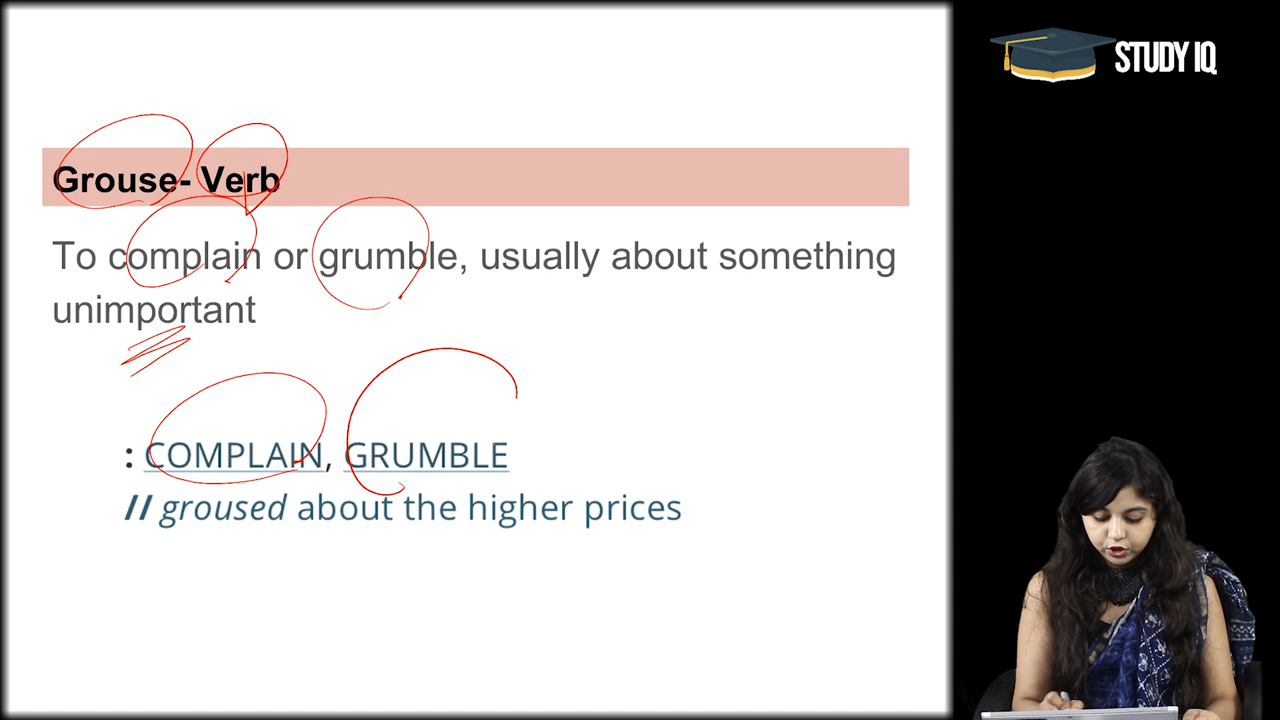 STUDY IQ
Grouse- Verb
To complain or grumble, usually about something
unimportant
: COMPLAIN, GRUMBLE
// groused about the higher prices